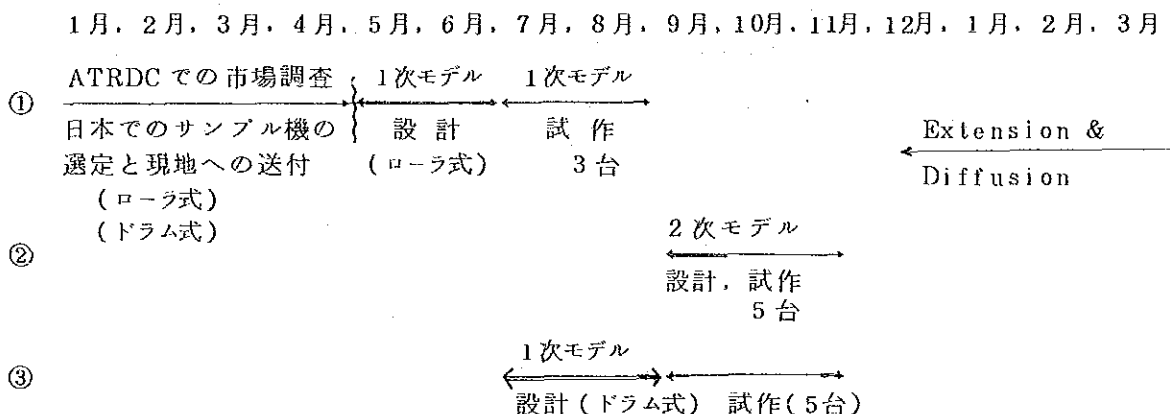 1月, 2月, 3月, 4月, 5月, 6月, 7月, 8月, 9月, 10月, 11月, 12月, 1月, 2月, 3月
① ATRDCでの市場調査
日本でのサンプル機の
選定と現地への送付
(ローラ式)
(ドラム式)
1次モデル
設計
(ローラ式)
1次モデル
試作
3台
Extension &
Diffusion
②
2次モデル
設計, 試作
5台
③
1次モデル
設計(ドラム式) 試作(5台)